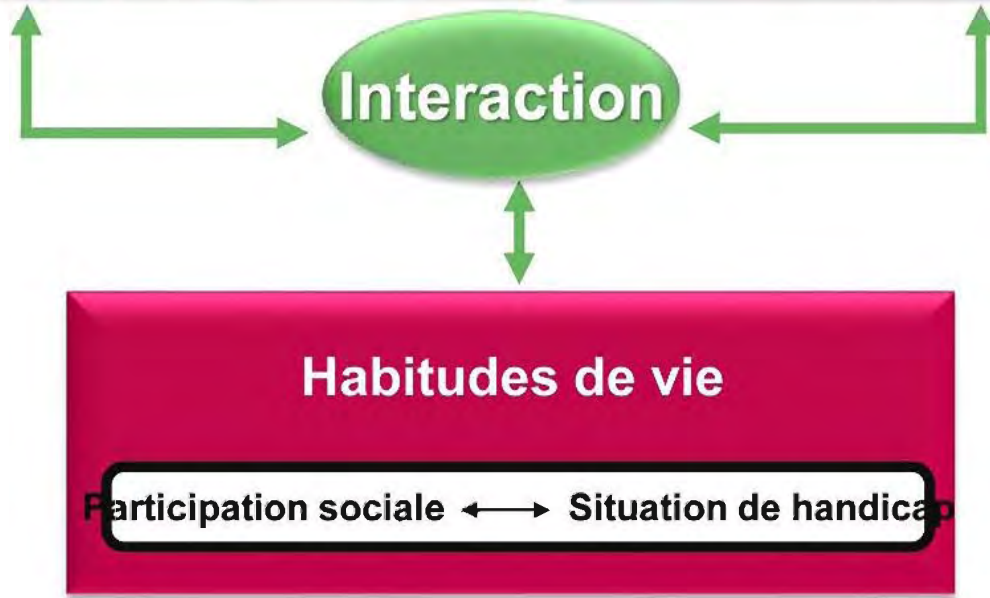 Interaction
Habitudes de vie
Participation sociale ↔ Situation de handicap